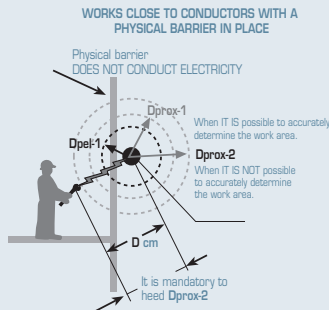 WORKS CLOSE TO CONDUCTORS WITH A
PHYSICAL BARRIER IN PLACE
Physical barrier
DOES NOT CONDUCT ELECTRICITY
Dprox-1
When IT IS possible to accurately
determine the work area.
Dpel-1
Dprox-2
When IT IS NOT possible
to accurately determine
the work area.
D cm
It is mandatory to
heed Dprox-2